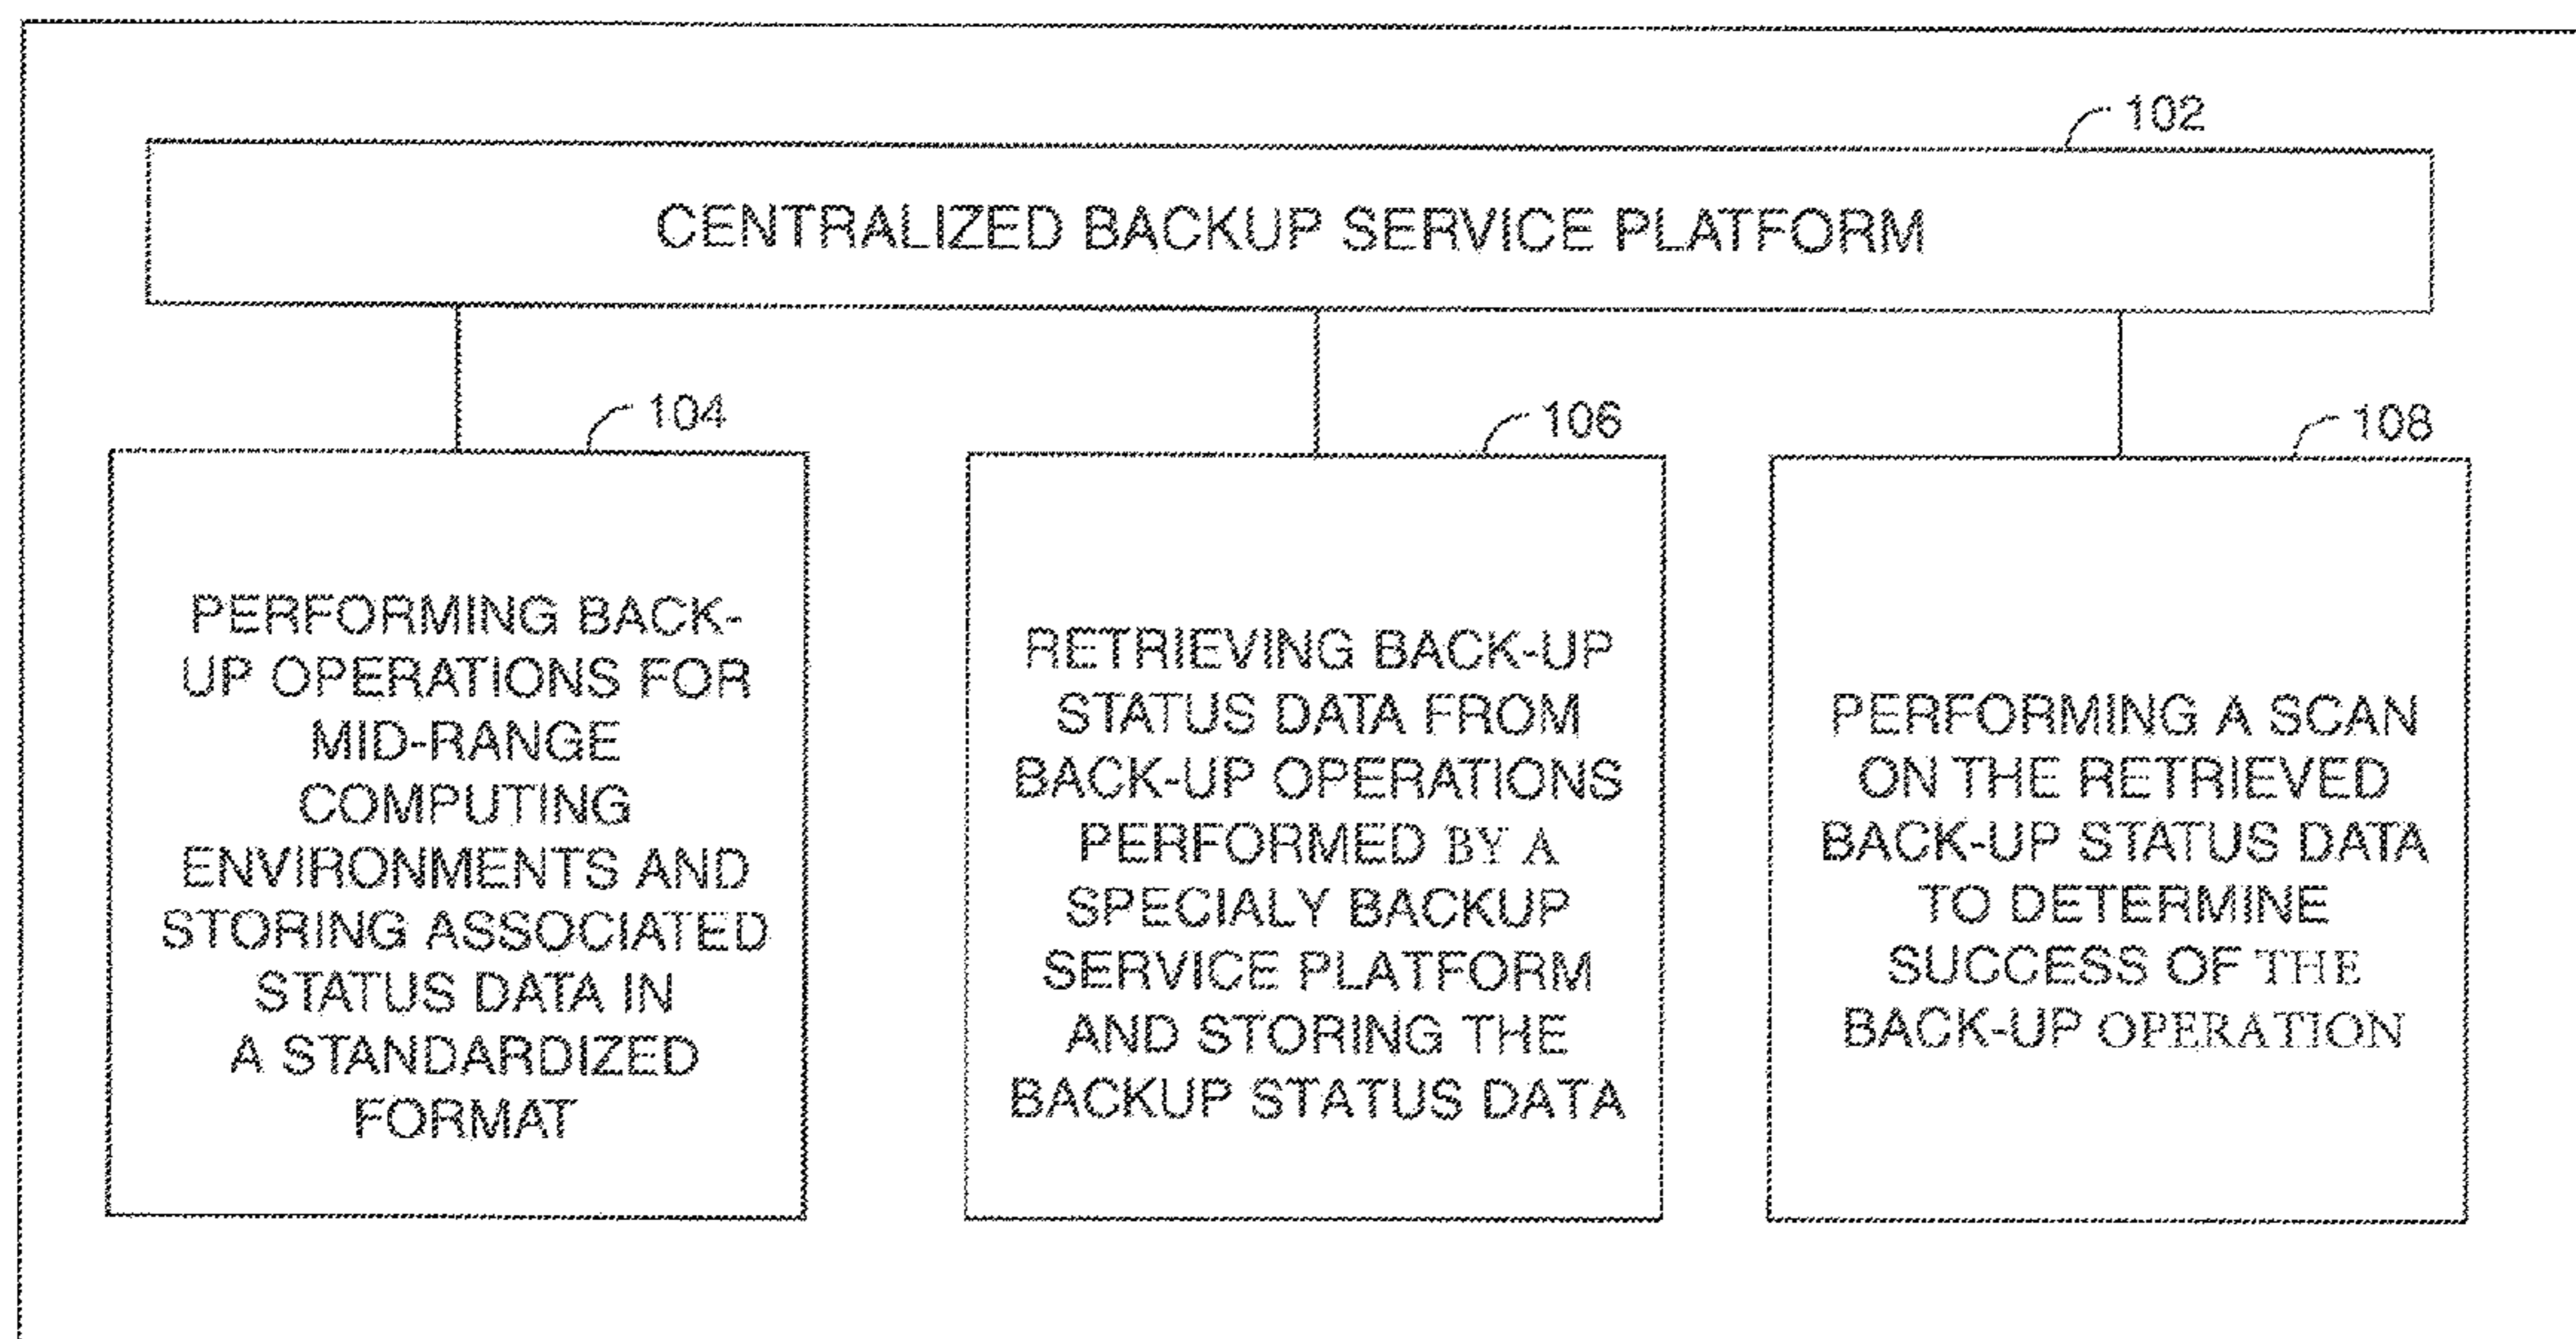 102
CENTRALIZED BACKUP SERVICE PLATFORM
104
PERFORMING BACK-
UP OPERATIONS FOR
MID-RANGE
COMPUTING
ENVIRONMENTS AND
STORING ASSOCIATED
STATUS DATA IN
A STANDARDIZED
FORMAT
106
RETRIEVING BACK-UP
STATUS DATA FROM
BACK-UP OPERATIONS
PERFORMED BY A
SPECIALY BACKUP
SERVICE PLATFORM
AND STORING THE
BACKUP STATUS DATA
108
PERFORMING A SCAN
ON THE RETRIEVED
BACK-UP STATUS DATA
TO DETERMINE
SUCCESS OF THE
BACK-UP OPERATION